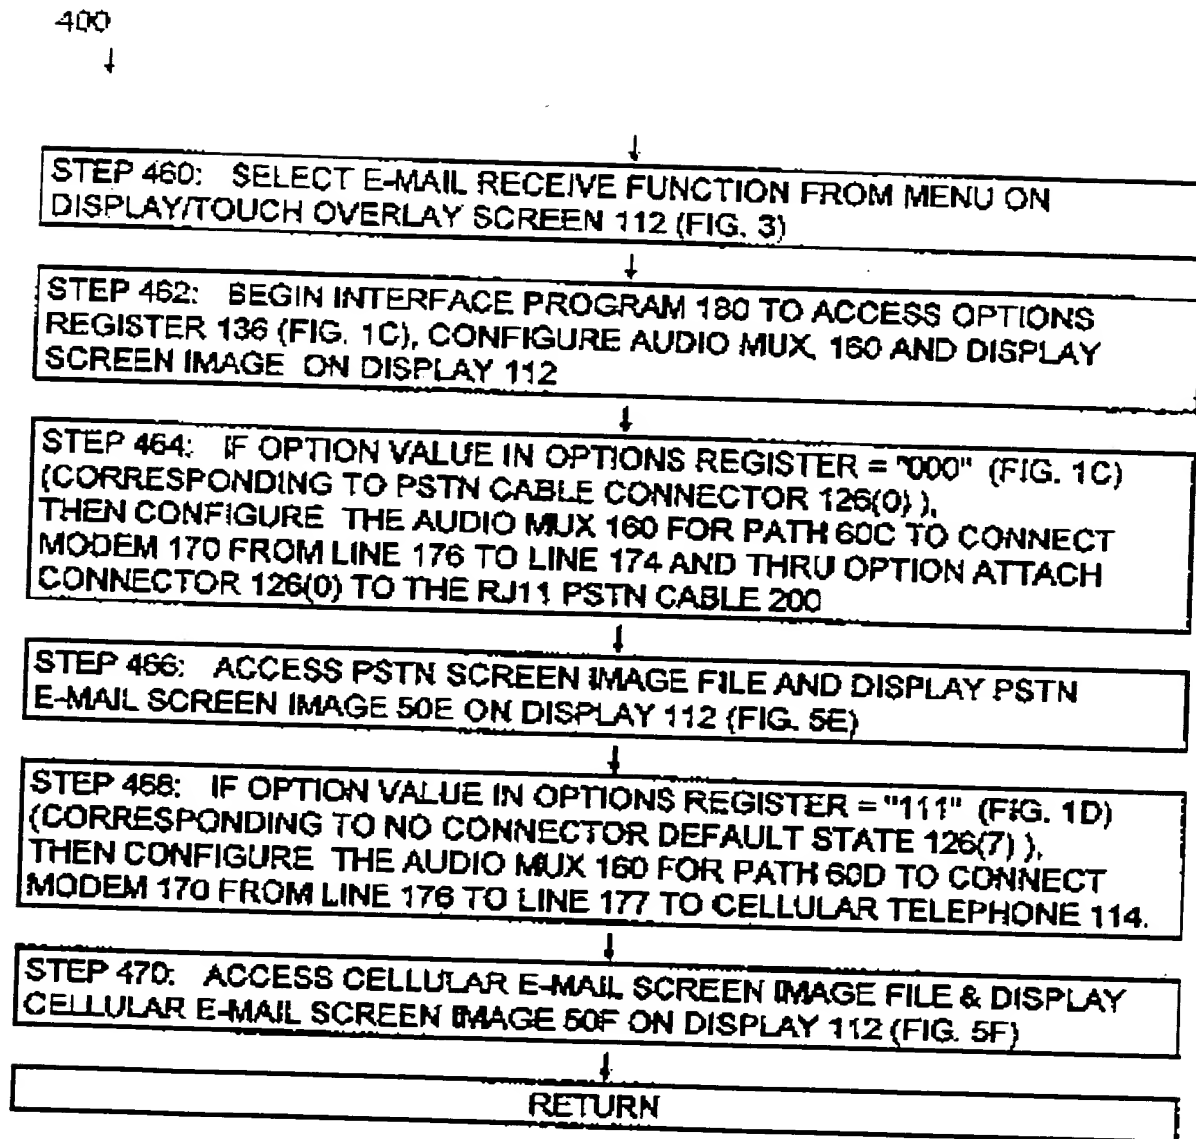 400
STEP 460: SELECT E-MAIL RECEIVE FUNCTION FROM MENU ON
DISPLAY/TOUCH OVERLAY SCREEN 112 (FIG. 3)
STEP 462: BEGIN INTERFACE PROGRAM 180 TO ACCESS OPTIONS
REGISTER 136 (FIG. 1C), CONFIGURE AUDIO MUX 160 AND DISPLAY
SCREEN IMAGE ON DISPLAY 112
STEP 464: IF OPTION VALUE IN OPTIONS REGISTER = "000" (FIG. 1C)
(CORRESPONDING TO PSTN CABLE CONNECTOR 126(0) ),
THEN CONFIGURE THE AUDIO MUX 160 FOR PATH 60C TO CONNECT
MODEM 170 FROM LINE 176 TO LINE 174 AND THRU OPTION ATTACH
CONNECTOR 126(0) TO THE RJ11 PSTN CABLE 200
STEP 466: ACCESS PSTN SCREEN IMAGE FILE AND DISPLAY PSTN
E-MAIL SCREEN IMAGE 50E ON DISPLAY 112 (FIG. 5E)
STEP 468: IF OPTION VALUE IN OPTIONS REGISTER = "111" (FIG. 1D)
(CORRESPONDING TO NO CONNECTOR DEFAULT STATE 126(7) ),
THEN CONFIGURE THE AUDIO MUX 160 FOR PATH 60D TO CONNECT
MODEM 170 FROM LINE 176 TO LINE 177 TO CELLULAR TELEPHONE 114.
STEP 470: ACCESS CELLULAR E-MAIL SCREEN IMAGE FILE & DISPLAY
CELLULAR E-MAIL SCREEN IMAGE 50F ON DISPLAY 112 (FIG. 5F)
RETURN